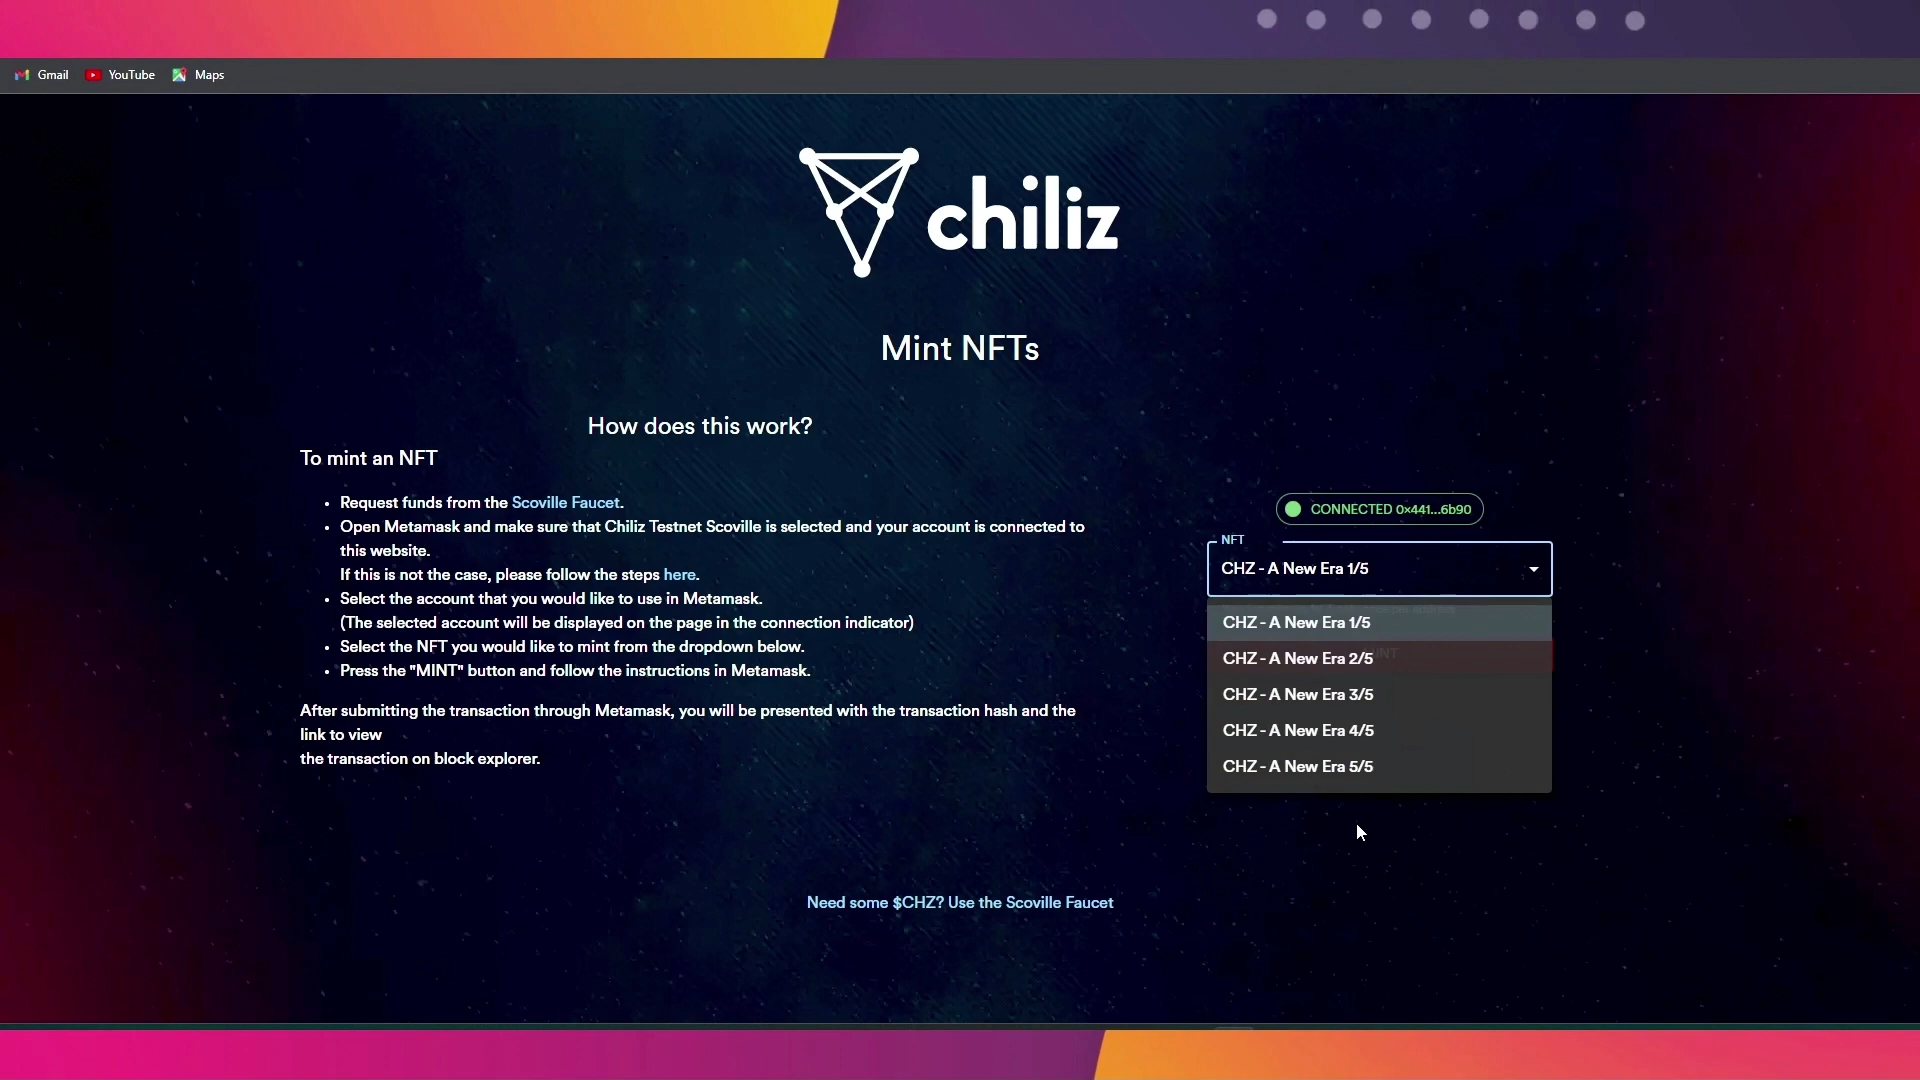 Gmail YouTube Maps
chiliz
Mint NFTs
How does this work?
To mint an NFT
• Request funds from the Scoville Faucet.
• Open Metamask and make sure that Chiliz Testnet Scoville is selected and your account is connected to
this website.
If this is not the case, please follow the steps here.
• Select the account that you would like to use in Metamask.
(The selected account will be displayed on the page in the connection indicator)
• Select the NFT you would like to mint from the dropdown below.
• Press the "MINT" button and follow the instructions in Metamask.
After submitting the transaction through Metamask, you will be presented with the transaction hash and the
link to view
the transaction on block explorer.
CONNECTED 0x441...6b90
NFT
CHZ - A New Era 1/5
CHZ - A New Era 1/5
CHZ - A New Era 2/5
CHZ - A New Era 3/5
CHZ - A New Era 4/5
CHZ - A New Era 5/5
Need some $CHZ? Use the Scoville Faucet